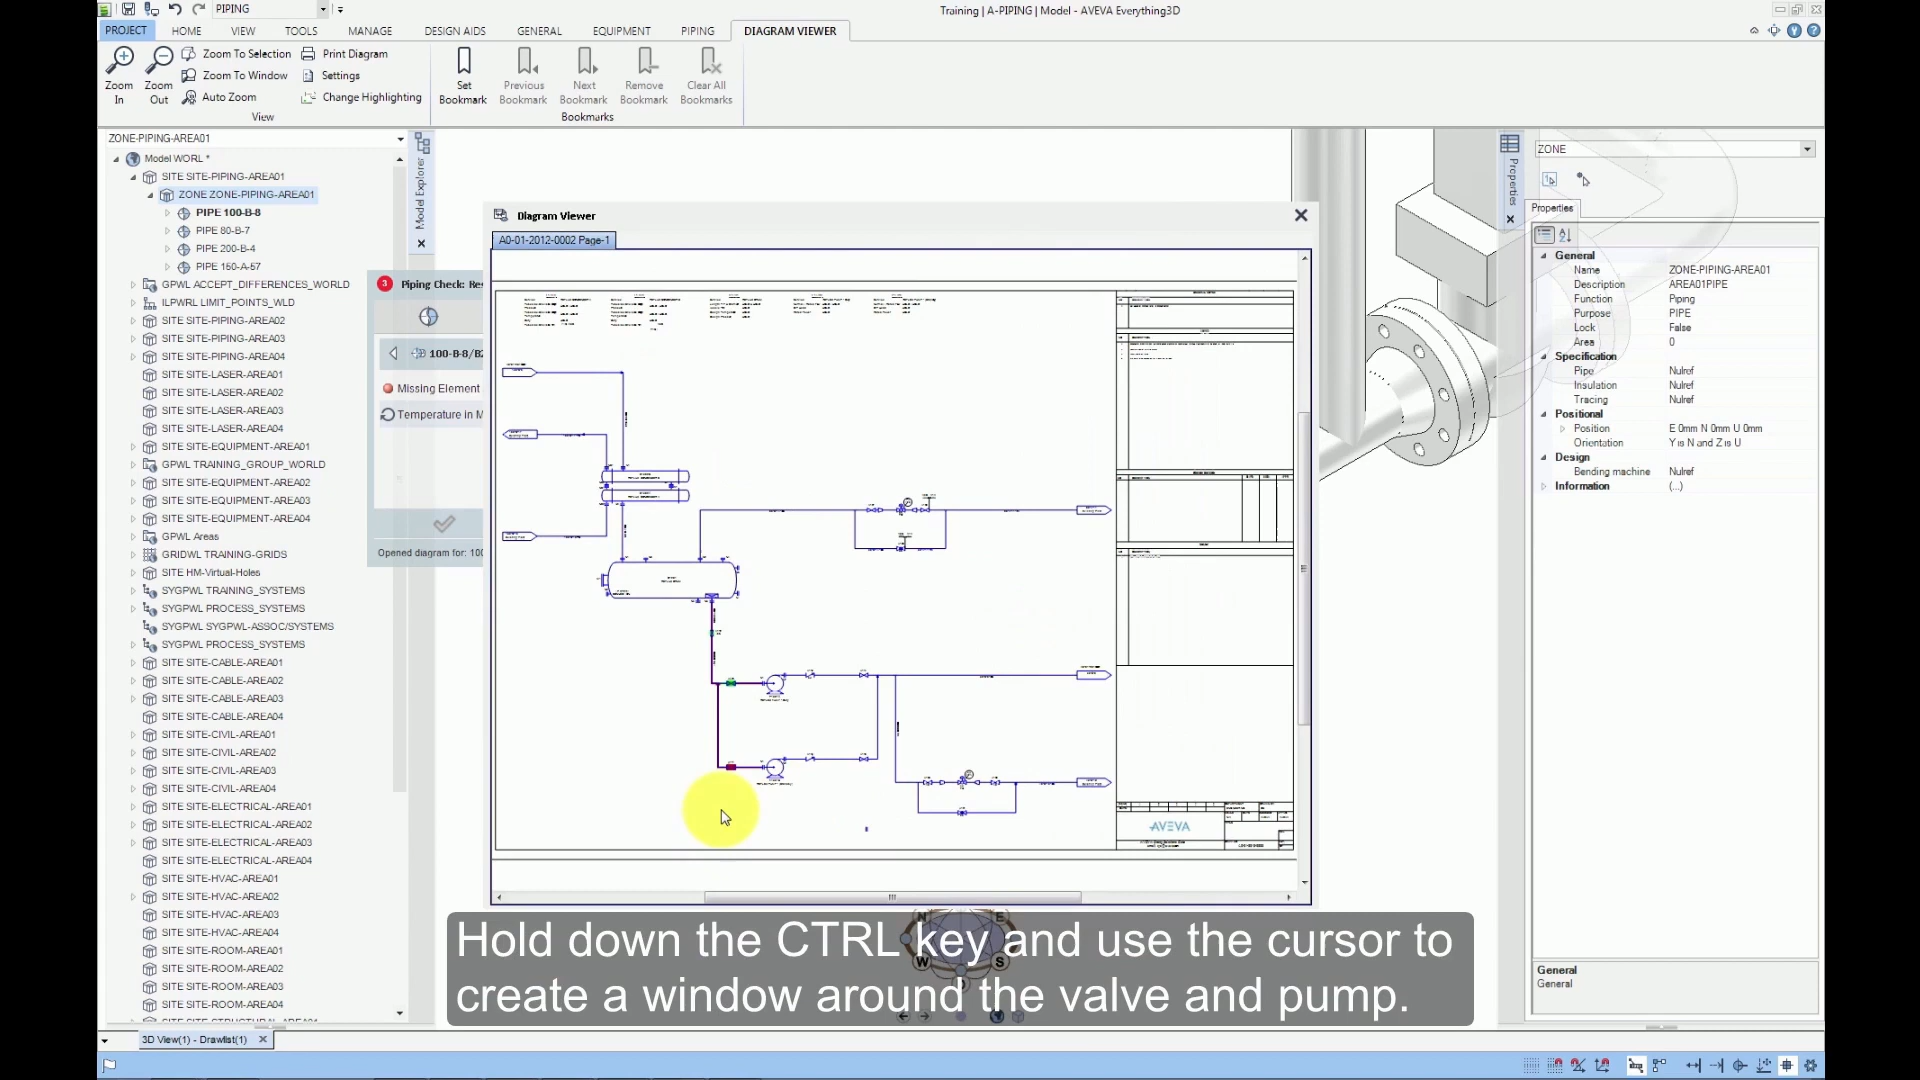 PIPING
Training | A-PIPING | Model - AVEVA Everything3D
PROJECT HOME VIEW TOOLS MANAGE DESIGN AIDS GENERAL EQUIPMENT PIPING DIAGRAM VIEWER
Zoom In
Zoom Out
Zoom To Selection
Zoom To Window
Auto Zoom
Print Diagram
Settings
Change Highlighting
View
Set Bookmark
Previous Bookmark
Next Bookmark
Remove Bookmark
Clear All Bookmarks
Bookmarks
ZONE-PIPING-AREA01
Model WORL *
SITE SITE-PIPING-AREA01
ZONE ZONE-PIPING-AREA01
PIPE 100-B-8
PIPE 80-B-7
PIPE 200-B-4
PIPE 150-A-57
GPWL ACCEPT_DIFFERENCES_WORLD
ILPWRL LIMIT_POINTS_WLD
SITE SITE-PIPING-AREA02
SITE SITE-PIPING-AREA03
SITE SITE-PIPING-AREA04
SITE SITE-LASER-AREA01
SITE SITE-LASER-AREA02
SITE SITE-LASER-AREA03
SITE SITE-LASER-AREA04
SITE SITE-EQUIPMENT-AREA01
GPWL TRAINING_GROUP_WORLD
SITE SITE-EQUIPMENT-AREA02
SITE SITE-EQUIPMENT-AREA03
SITE SITE-EQUIPMENT-AREA04
GPWL Areas
GRIDWL TRAINING-GRIDS
SITE HM-Virtual-Holes
SYGPWL TRAINING_SYSTEMS
SYGPWL PROCESS_SYSTEMS
SYGPWL SYGPWL-ASSOC/SYSTEMS
SYGPWL PROCESS_SYSTEMS
SITE SITE-CABLE-AREA01
SITE SITE-CABLE-AREA02
SITE SITE-CABLE-AREA03
SITE SITE-CABLE-AREA04
SITE SITE-CIVIL-AREA01
SITE SITE-CIVIL-AREA02
SITE SITE-CIVIL-AREA03
SITE SITE-CIVIL-AREA04
SITE SITE-ELECTRICAL-AREA01
SITE SITE-ELECTRICAL-AREA02
SITE SITE-ELECTRICAL-AREA03
SITE SITE-ELECTRICAL-AREA04
SITE SITE-HVAC-AREA01
SITE SITE-HVAC-AREA02
SITE SITE-HVAC-AREA03
SITE SITE-HVAC-AREA04
SITE SITE-ROOM-AREA01
SITE SITE-ROOM-AREA02
SITE SITE-ROOM-AREA03
SITE SITE-ROOM-AREA04
Model Explorer
3 Piping Check: Res
100-B-8/B2
Missing Element
Temperature in M
Opened diagram for: 100
Diagram Viewer
A0-01-2012-0002 Page-1
AVEVA
N E
W S
Hold down the CTRL key and use the cursor to
create a window around the valve and pump.
Properties
ZONE
Properties
General
Name ZONE-PIPING-AREA01
Description AREA01PIPE
Function Piping
Purpose PIPE
Lock False
Area 0
Specification
Pipe Nulref
Insulation Nulref
Tracing Nulref
Positional
Position E 0mm N 0mm U 0mm
Orientation Y is N and Z is U
Design
Bending machine Nulref
Information (...)
General
General
3D View(1) - Drawlist(1)